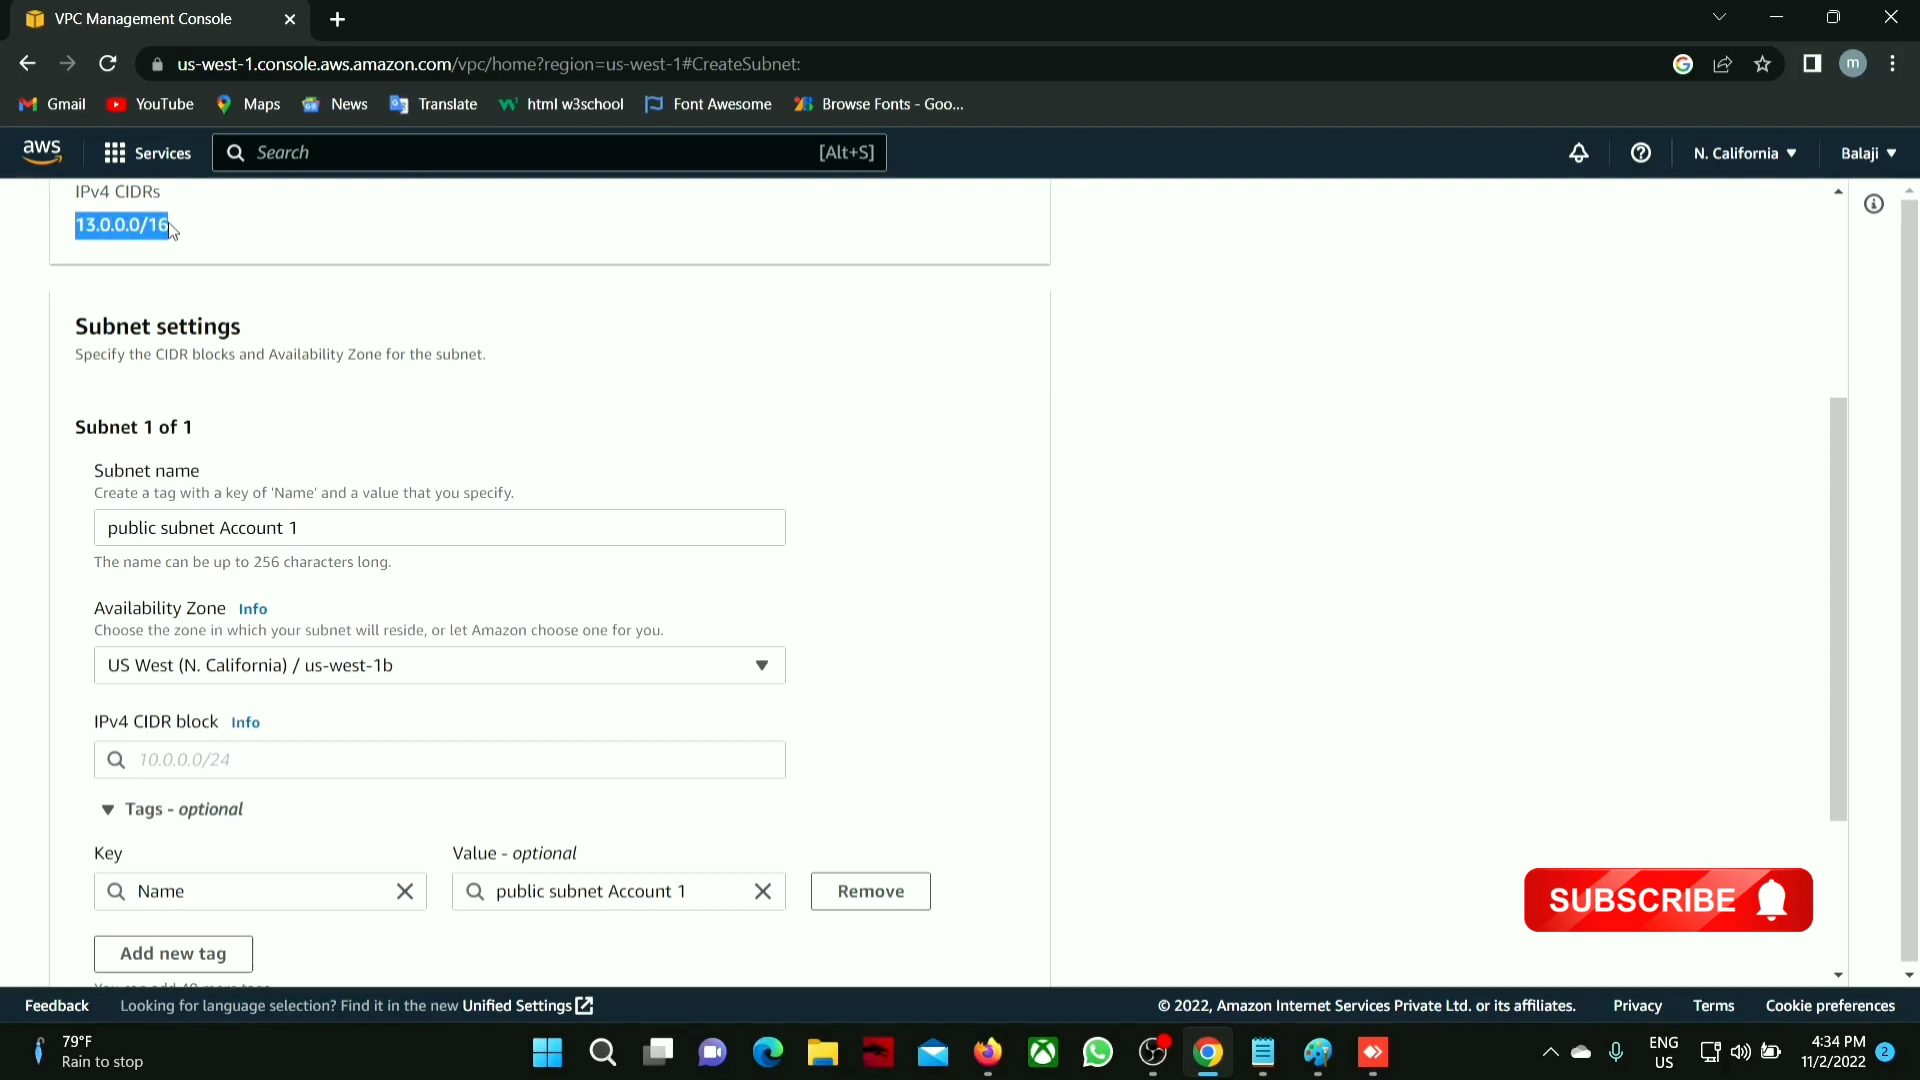 VPC Management Console
us-west-1.console.aws.amazon.com/vpc/home?region=us-west-1#CreateSubnet:
m
Gmail
YouTube
Maps
News
Translate
html w3school
Font Awesome
Browse Fonts - Goo...
aws
Services
Search
[Alt+S]
N. California
Balaji
IPv4 CIDRs
13.0.0.0/16
Subnet settings
Specify the CIDR blocks and Availability Zone for the subnet.
Subnet 1 of 1
Subnet name
Create a tag with a key of 'Name' and a value that you specify.
public subnet Account 1
The name can be up to 256 characters long.
Availability Zone Info
Choose the zone in which your subnet will reside, or let Amazon choose one for you.
US West (N. California) / us-west-1b
IPv4 CIDR block Info
10.0.0.0/24
Tags - optional
Key
Value - optional
Name
public subnet Account 1
Remove
SUBSCRIBE
Add new tag
Feedback
Looking for language selection? Find it in the new Unified Settings
© 2022, Amazon Internet Services Private Ltd. or its affiliates.
Privacy
Terms
Cookie preferences
79°F
Rain to stop
ENG
US
4:34 PM
11/2/2022
2